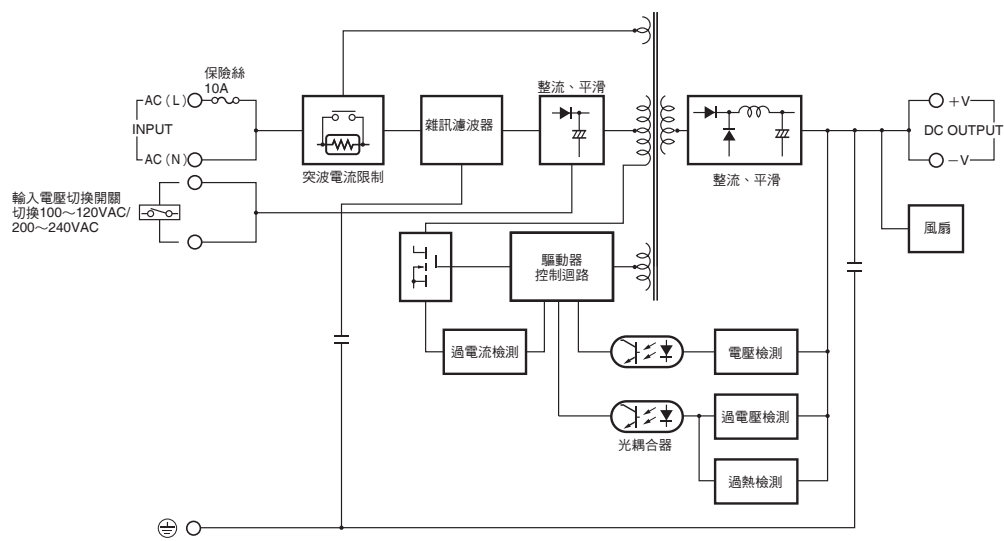 保險絲
10A
AC(L)
INPUT
AC(N)
輸入電壓切換開關
切換100～120VAC/
200～240VAC
突波電流限制
雜訊濾波器
整流、平滑
整流、平滑
+V
DC OUTPUT
−V
風扇
驅動器
控制迴路
過電流檢測
電壓檢測
過電壓檢測
光耦合器
過熱檢測